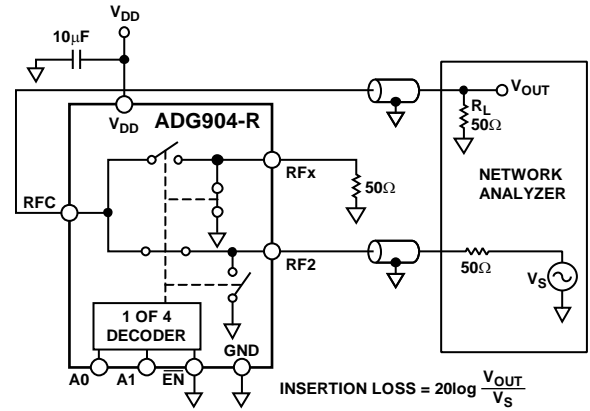 VDD
10μF
VDD
ADG904-R
RFC
RFx
50Ω
RF2
1 OF 4
DECODER
A0
A1
EN
GND
VOUT
RL
50Ω
NETWORK
ANALYZER
50Ω
VS
INSERTION LOSS = 20log VOUT
VS